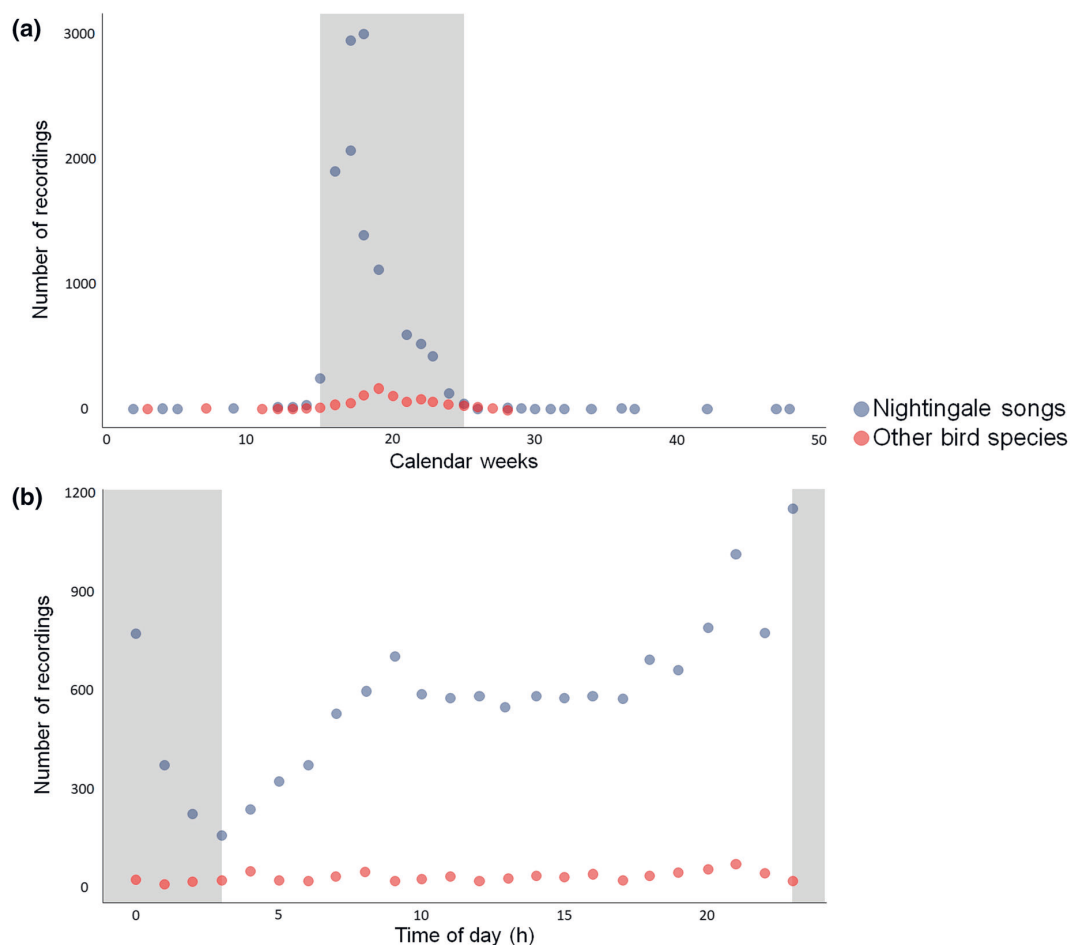 (a)
Number of recordings
3000
2000
1000
0
0 10 20 30 40 50
Calendar weeks
Nightingale songs
Other bird species
(b)
Number of recordings
1200
900
600
300
0
0 5 10 15 20
Time of day (h)